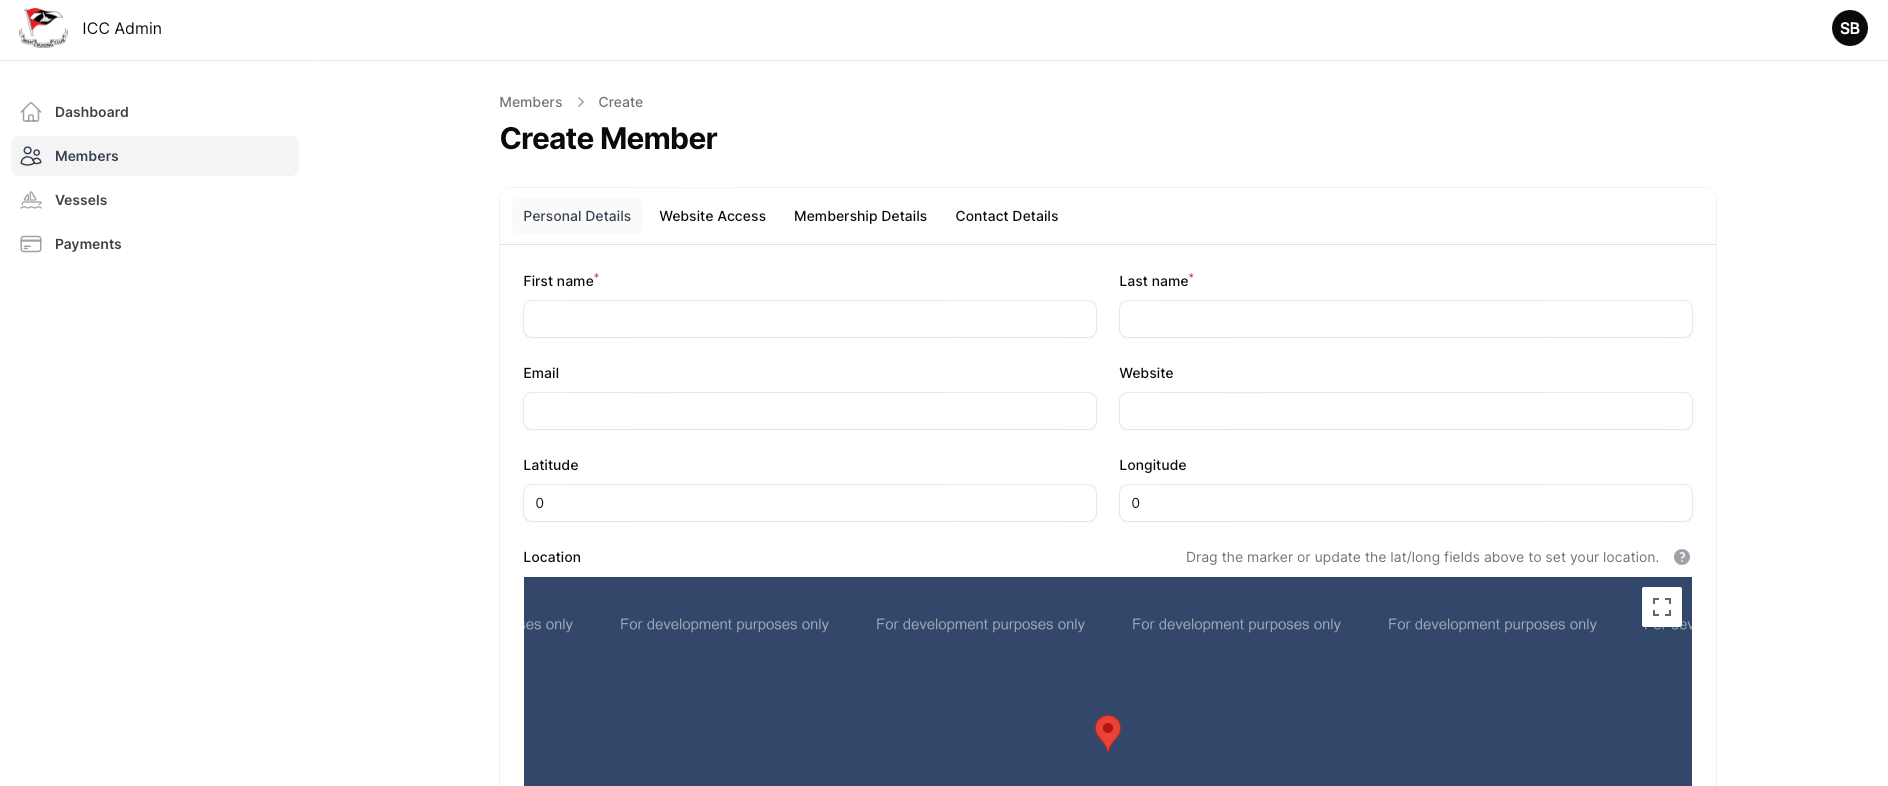 ICC Admin
SB
Dashboard
Members
Vessels
Payments
Members > Create
Create Member
Personal Details Website Access Membership Details Contact Details
First name*
Last name*
Email
Website
Latitude
Longitude
0
0
Location
Drag the marker or update the lat/long fields above to set your location. ?
only For development purposes only For development purposes only For development purposes only For development purposes only